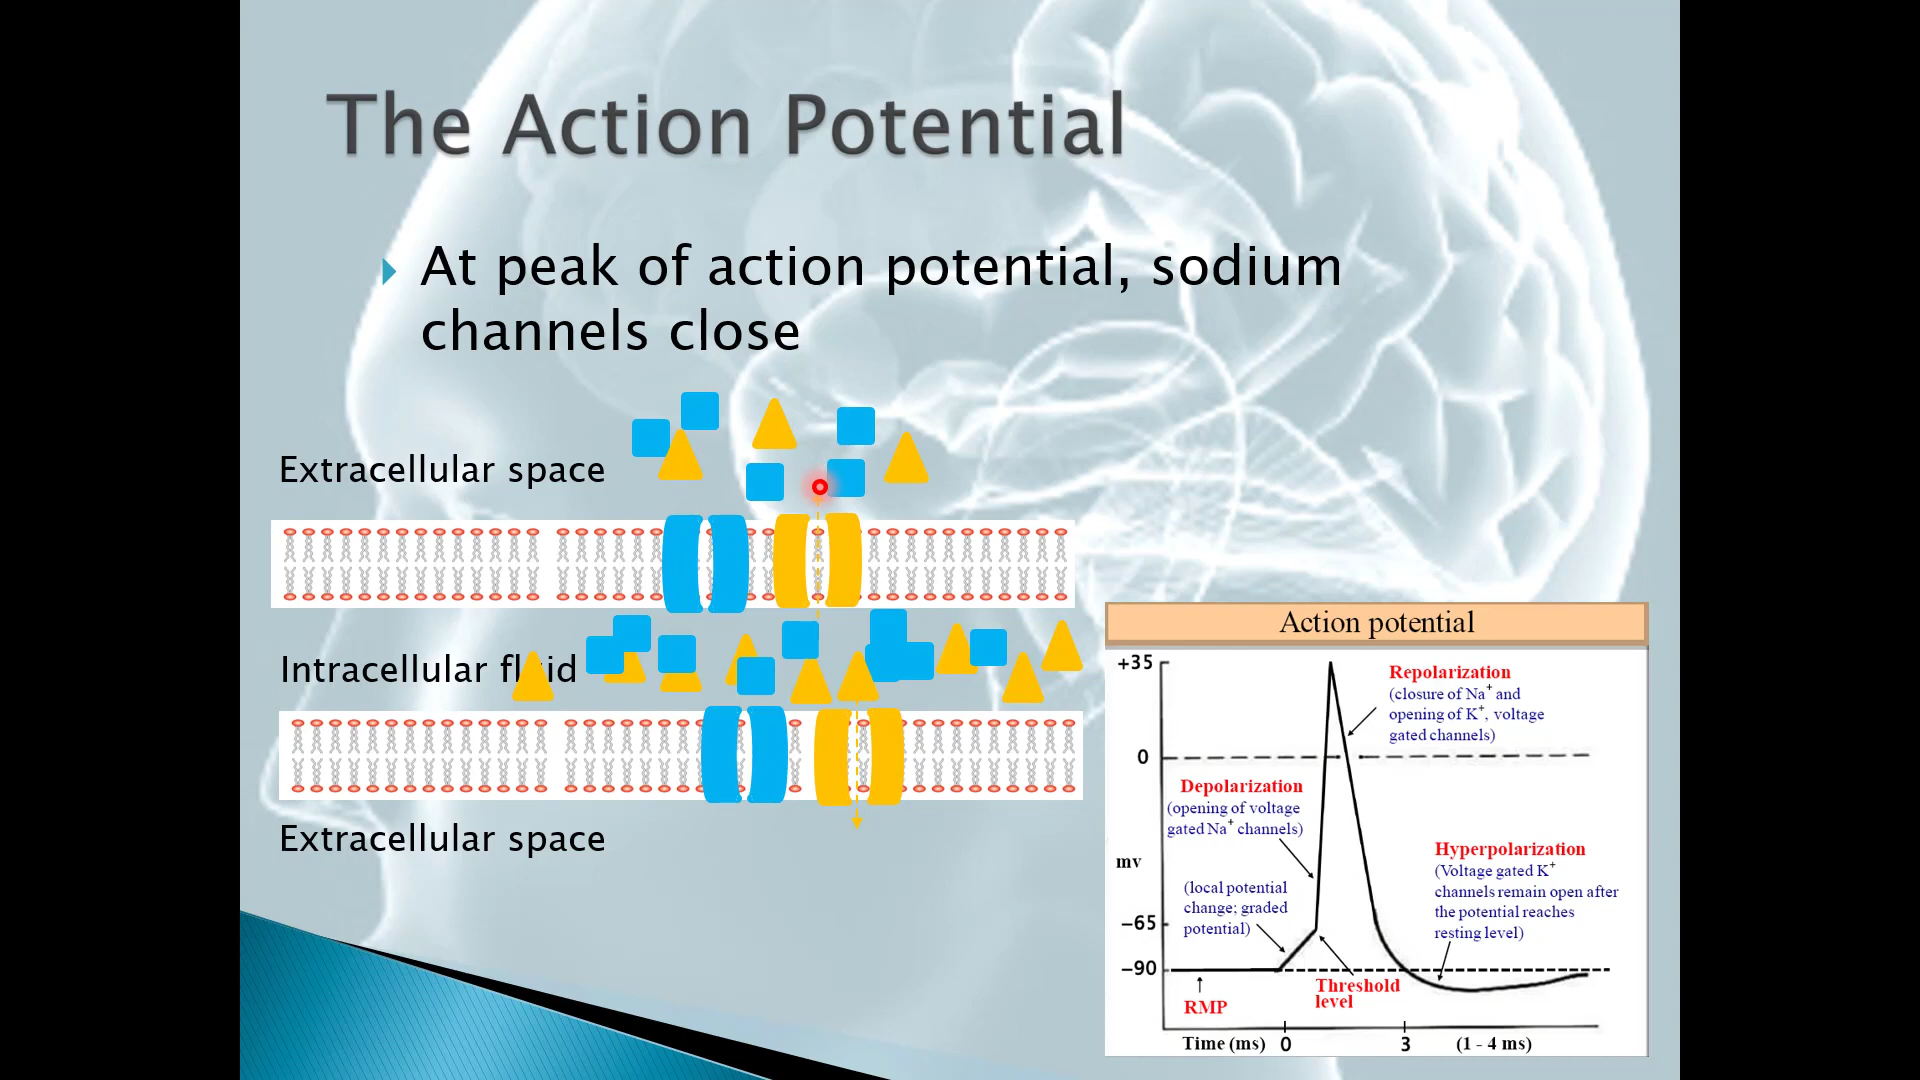 The Action Potential
At peak of action potential, sodium
channels close
Extracellular space
Intracellular fluid
Extracellular space
Action potential
+35
0
−65
−90
mv
Repolarization
(closure of Na+ and
opening of K+, voltage
gated channels)
Depolarization
(opening of voltage
gated Na+ channels)
(local potential
change; graded
potential)
Hyperpolarization
(Voltage gated K+
channels remain open after
the potential reaches
resting level)
Threshold
level
RMP
Time (ms) 0 3 (1 - 4 ms)